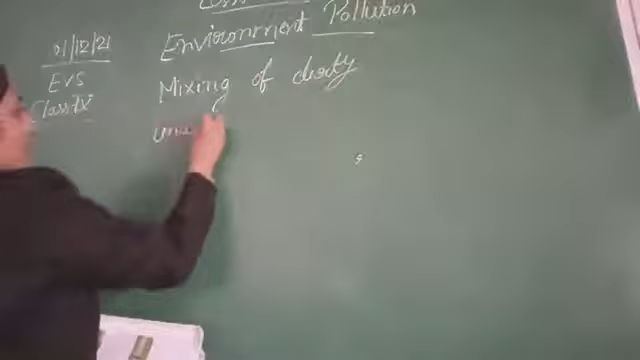 Environment Pollution
01/12/21
EVS
Class IV
Mixing of dirty